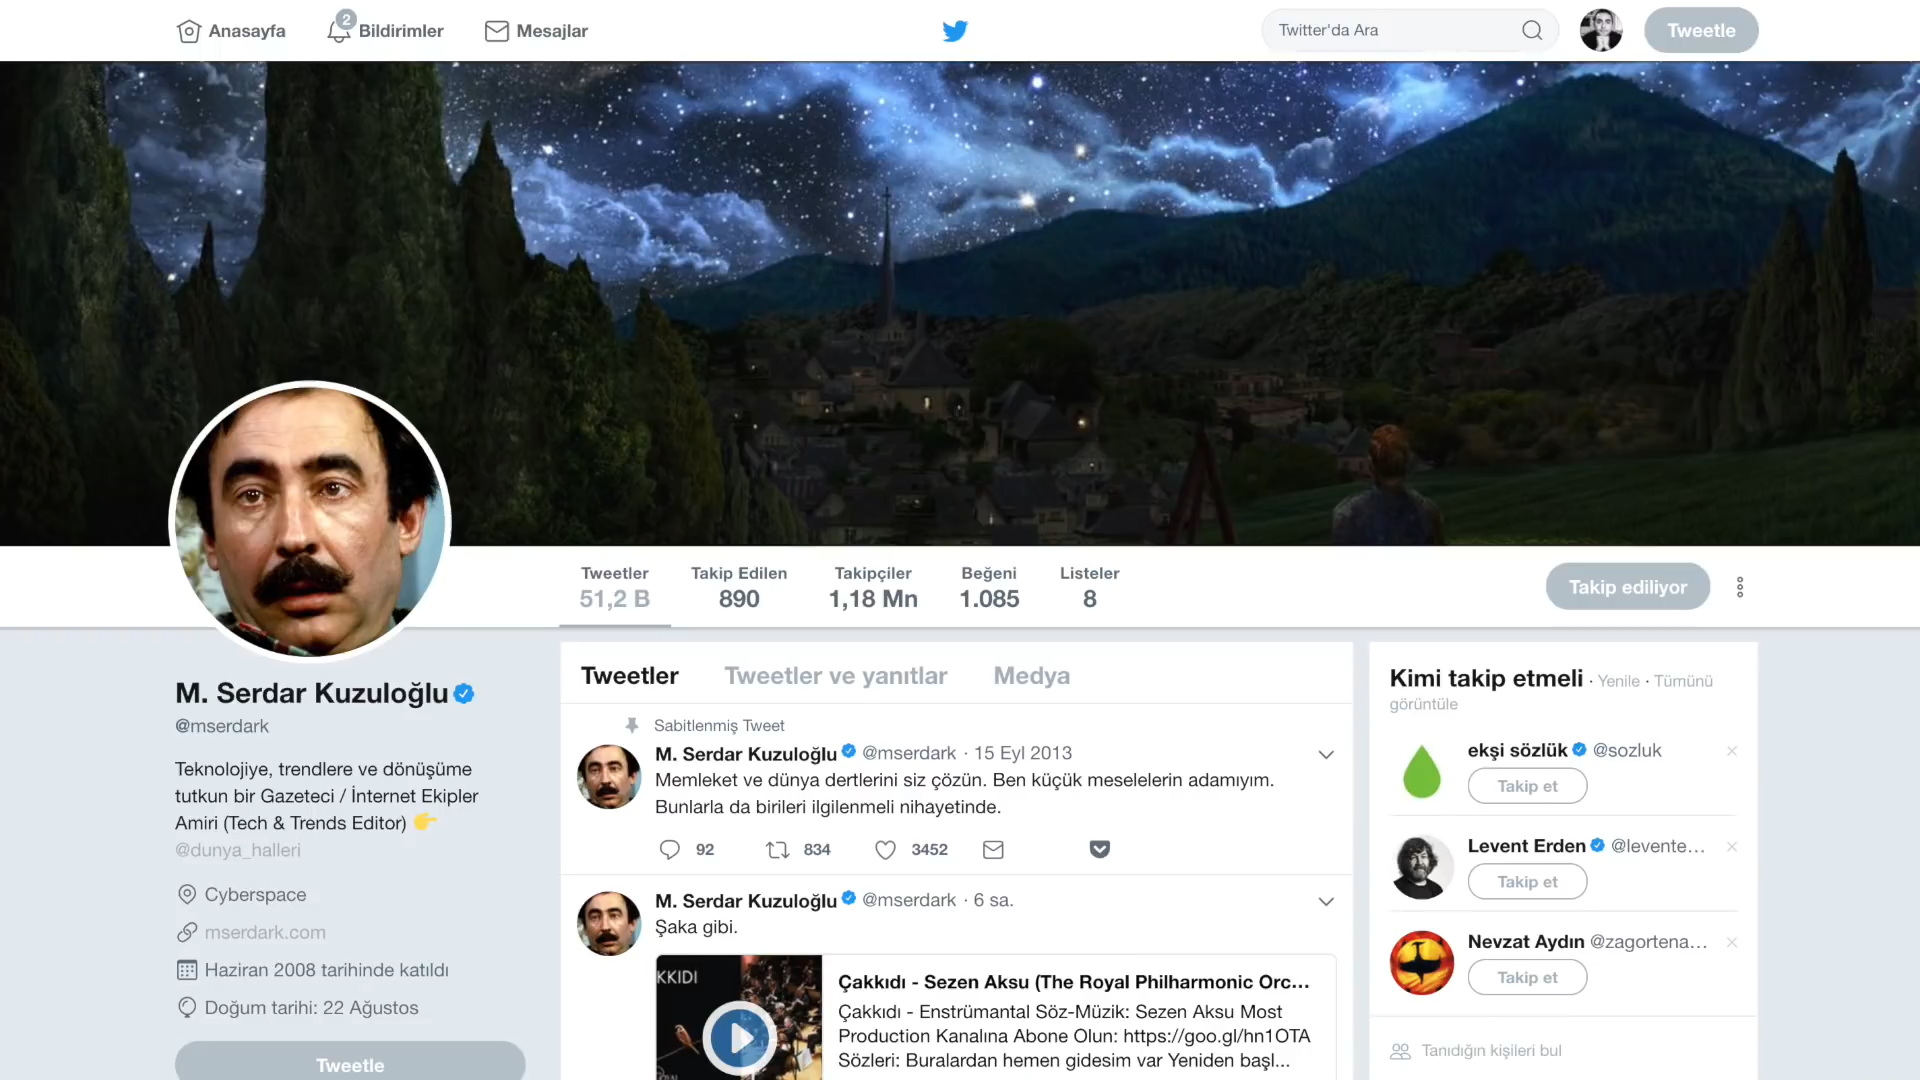 Anasayfa
2
Bildirimler
Mesajlar
Twitter'da Ara
Tweetle
Tweetler
51,2 B
Takip Edilen
890
Takipçiler
1,18 Mn
Beğeni
1.085
Listeler
8
Takip ediliyor
M. Serdar Kuzuloğlu
@mserdark
Teknolojiye, trendlere ve dönüşüme
tutkun bir Gazeteci / İnternet Ekipler
Amiri (Tech & Trends Editor)
@dunya_halleri
Cyberspace
mserdark.com
Haziran 2008 tarihinde katıldı
Doğum tarihi: 22 Ağustos
Tweetle
Tweetler Tweetler ve yanıtlar Medya
Sabitlenmiş Tweet
M. Serdar Kuzuloğlu @mserdark · 15 Eyl 2013
Memleket ve dünya dertlerini siz çözün. Ben küçük meselelerin adamıyım.
Bunlarla da birileri ilgilenmeli nihayetinde.
92 834 3452
M. Serdar Kuzuloğlu @mserdark · 6 sa.
Şaka gibi.
KKIDI
Çakkıdı - Sezen Aksu (The Royal Philharmonic Orc...
Çakkıdı - Enstrümantal Söz-Müzik: Sezen Aksu Most
Production Kanalına Abone Olun: https://goo.gl/hn1OTA
Sözleri: Buralardan hemen gidesim var Yeniden başl...
Kimi takip etmeli · Yenile · Tümünü
görüntüle
ekşi sözlük @sozluk
Takip et
Levent Erden @levente...
Takip et
Nevzat Aydın @zagortena...
Takip et
Tanıdığın kişileri bul